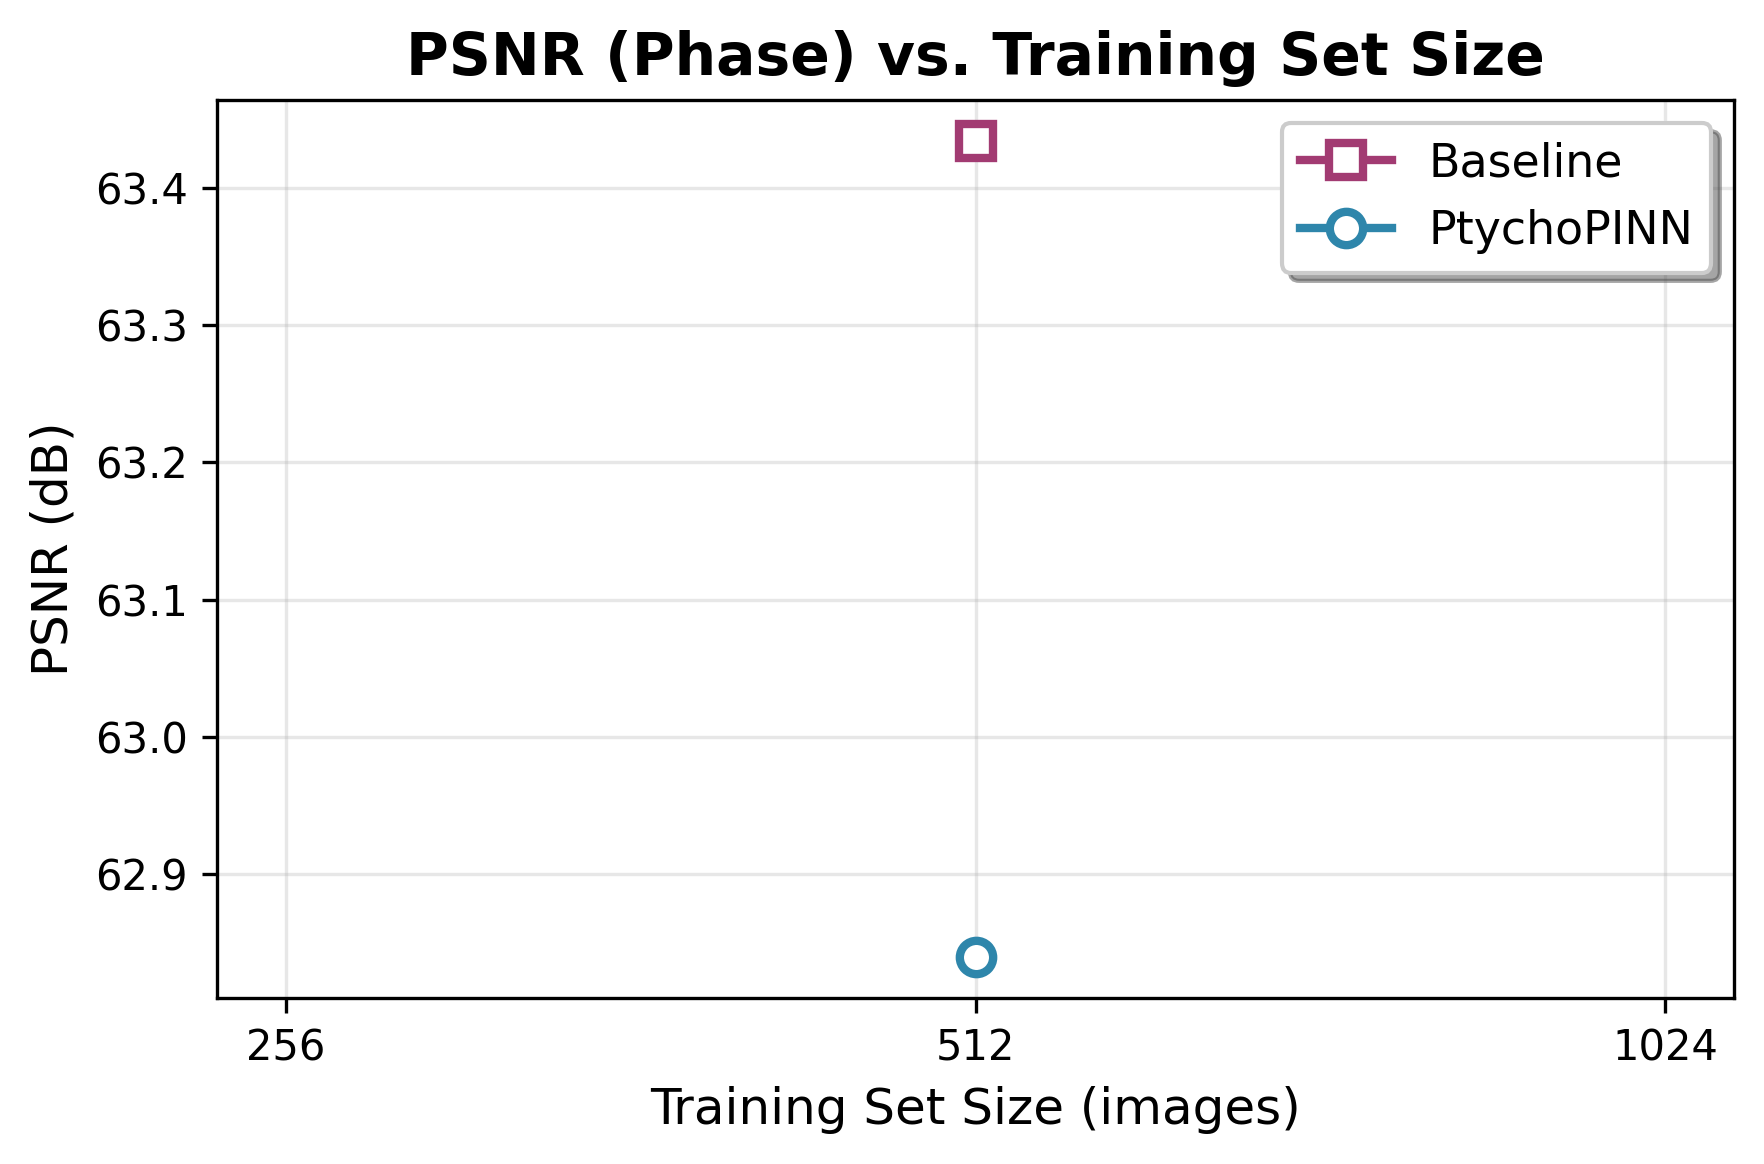 PSNR (Phase) vs. Training Set Size
Baseline
PtychoPINN
PSNR (dB)
63.4
63.3
63.2
63.1
63.0
62.9
256
512
1024
Training Set Size (images)